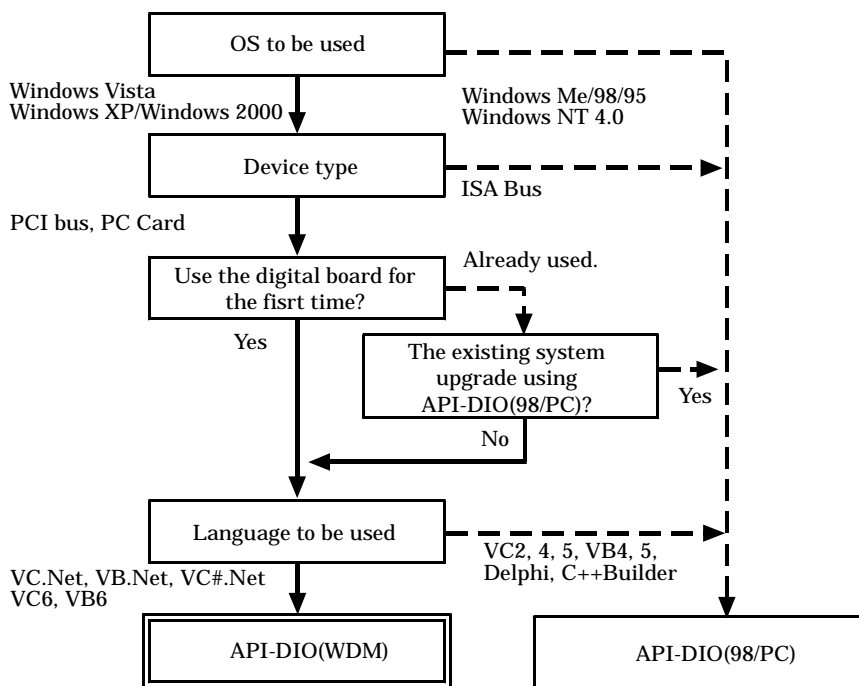 OS to be used
Windows Vista
Windows XP/Windows 2000
Windows Me/98/95
Windows NT 4.0
Device type
ISA Bus
PCI bus, PC Card
Use the digital board for
the fisrt time?
Already used.
Yes
The existing system
upgrade using
API-DIO(98/PC)?
Yes
No
Language to be used
VC2, 4, 5, VB4, 5,
Delphi, C++Builder
VC.Net, VB.Net, VC#.Net
VC6, VB6
API-DIO(WDM)
API-DIO(98/PC)